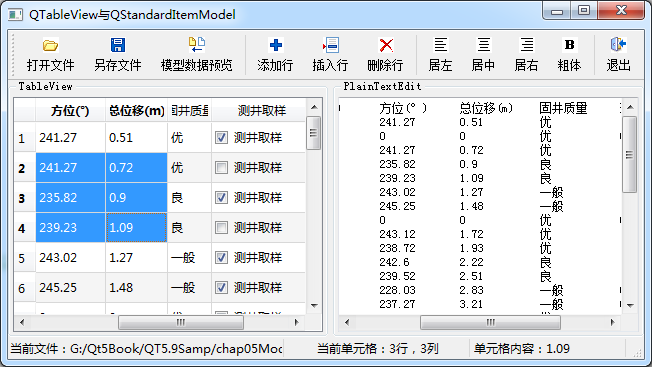 QTableView与QStandardItemModel
打开文件 另存文件 模型数据预览 添加行 插入行 删除行 居左 居中 居右 B 粗体 退出
TableView
方位(°) 总位移(m) 固井质量 测井取样
1 241.27 0.51 优 测井取样
2 241.27 0.72 优 测井取样
3 235.82 0.9 良 测井取样
4 239.23 1.09 良 测井取样
5 243.02 1.27 一般 测井取样
6 245.25 1.48 一般 测井取样
PlainTextEdit
方位(°) 总位移(m) 固井质量
241.27 0.51 优
0 0 优
241.27 0.72 优
235.82 0.9 良
239.23 1.09 良
243.02 1.27 一般
245.25 1.48 一般
0 0 优
243.12 1.72 优
238.72 1.93 优
242.6 2.22 良
239.52 2.51 良
228.03 2.83 一般
237.27 3.21 一般
当前文件：G:/Qt5Book/QT5.9Samp/chap05Mod 当前单元格：3行，3列 单元格内容：1.09